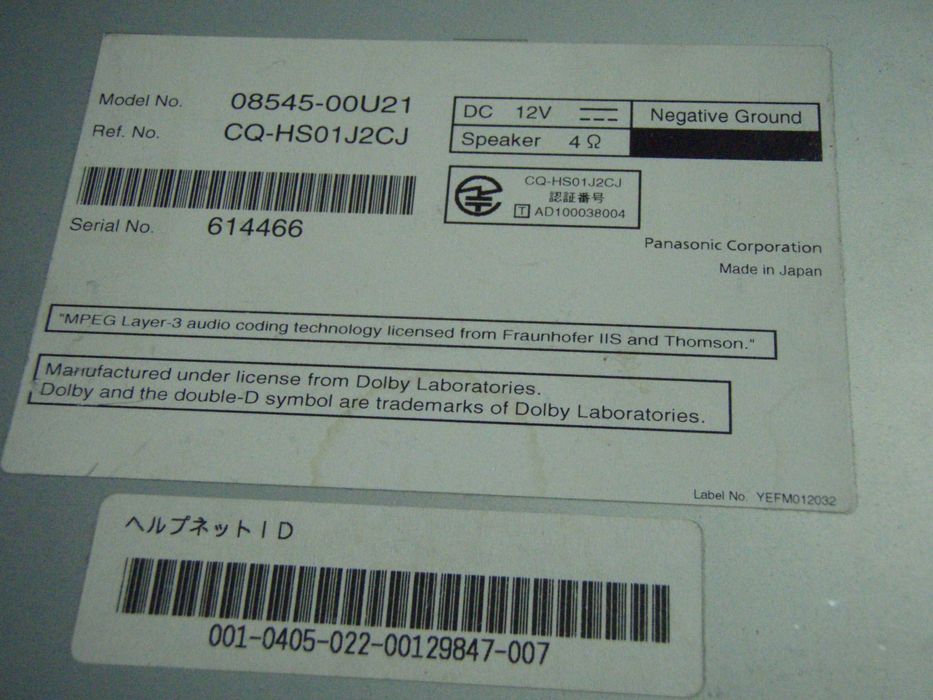 Model No. 08545-00U21
Ref. No. CQ-HS01J2CJ
Serial No. 614466
DC 12V
Negative Ground
Speaker 4Ω
CQ-HS01J2CJ
認証番号
T AD100038004
Panasonic Corporation
Made in Japan
"MPEG Layer-3 audio coding technology licensed from Fraunhofer IIS and Thomson."
Manufactured under license from Dolby Laboratories.
Dolby and the double-D symbol are trademarks of Dolby Laboratories.
Label No. YEFM012032
ヘルプネットID
001-0405-022-00129847-007